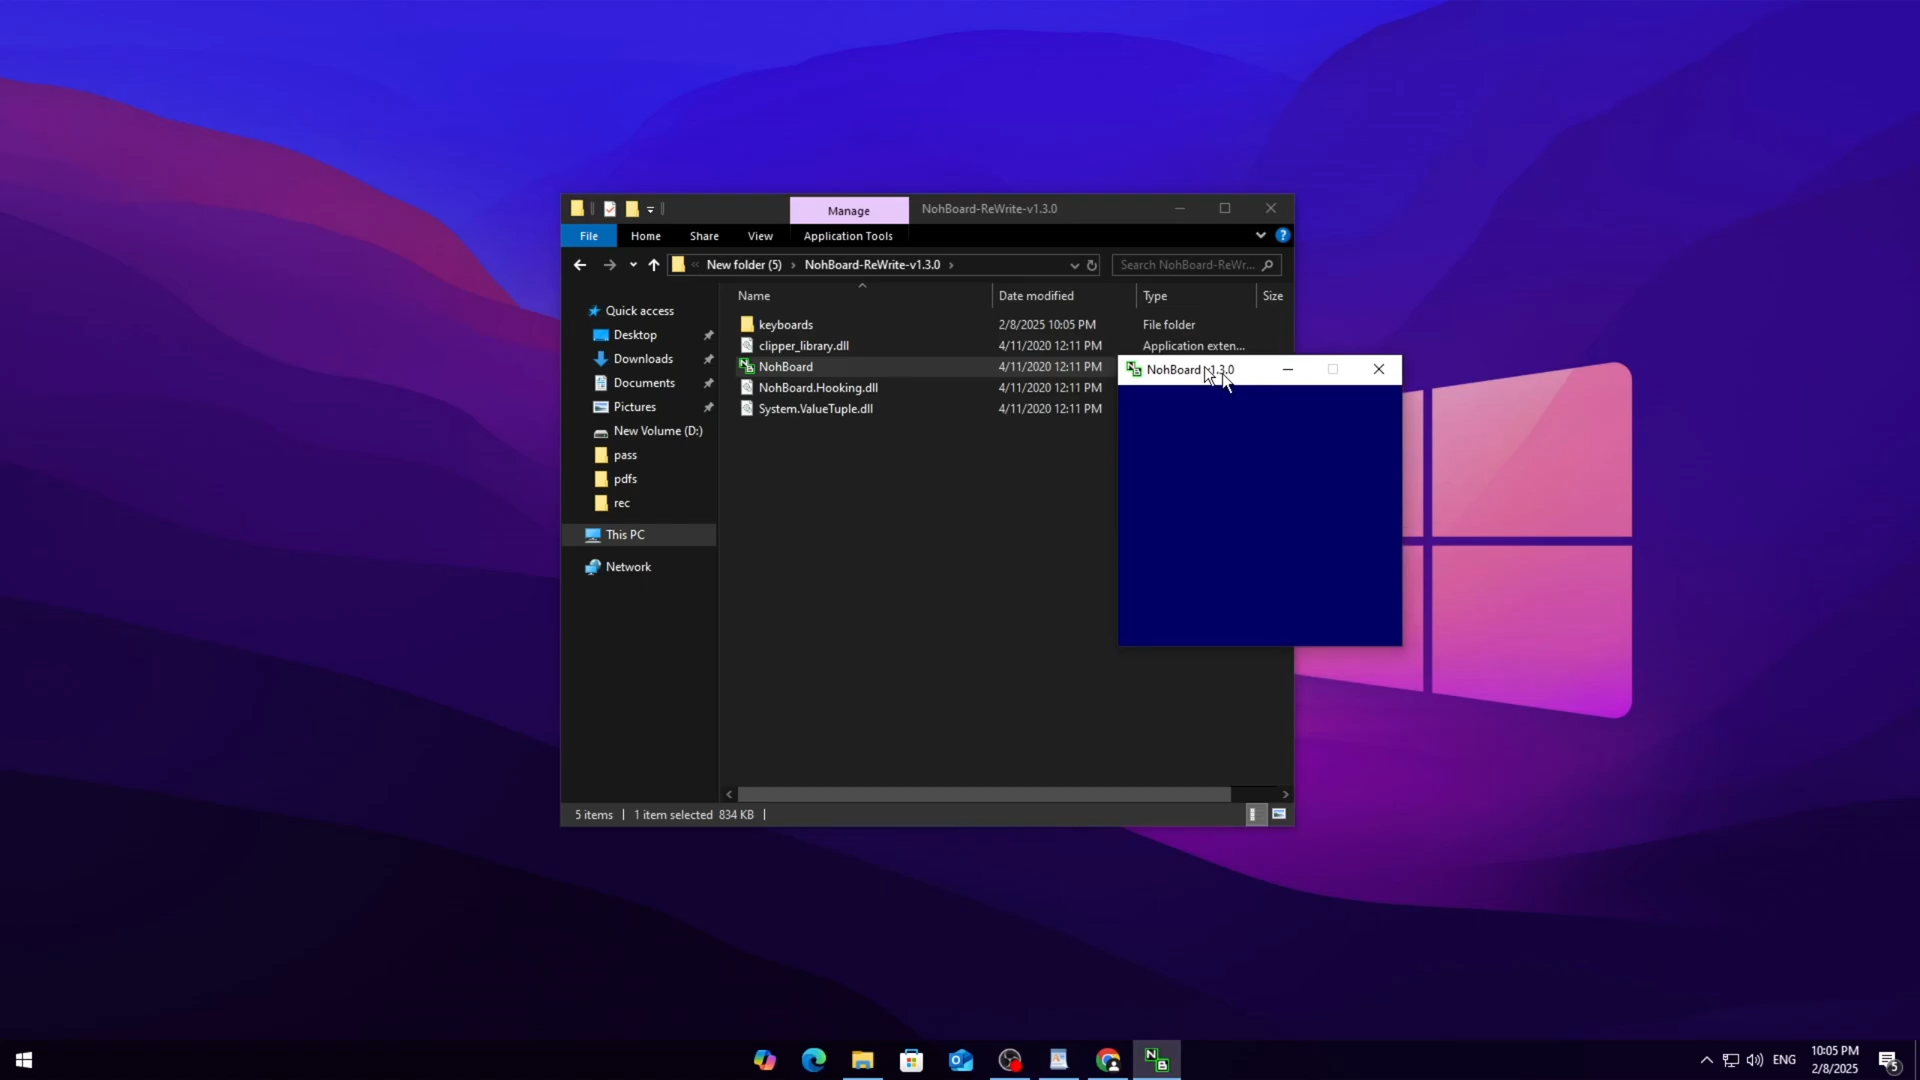 Manage
NohBoard-ReWrite-v1.3.0
File
Home
Share
View
Application Tools
New folder (5)
NohBoard-ReWrite-v1.3.0
Search NohBoard-ReWr...
Name
Date modified
Type
Size
Quick access
Desktop
Downloads
Documents
Pictures
New Volume (D:)
pass
pdfs
rec
This PC
Network
keyboards
2/8/2025 10:05 PM
File folder
clipper_library.dll
4/11/2020 12:11 PM
Application exten...
NohBoard
4/11/2020 12:11 PM
NohBoard.Hooking.dll
4/11/2020 12:11 PM
System.ValueTuple.dll
4/11/2020 12:11 PM
NohBoard v1.3.0
5 items
1 item selected 834 KB
ENG
10:05 PM
2/8/2025
5